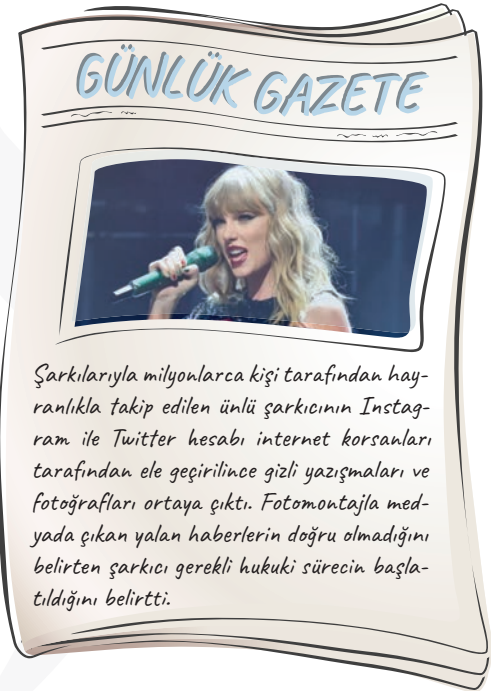 GÜNLÜK GAZETE
Şarkılarıyla milyonlarca kişi tarafından hay-
ranlıkla takip edilen ünlü şarkıcının Instag-
ram ile Twitter hesabı internet korsanları
tarafından ele geçirilince gizli yazışmaları ve
fotoğrafları ortaya çıktı. Fotomontajla med-
yada çıkan yalan haberlerin doğru olmadığını
belirten şarkıcı gerekli hukuki sürecin başla-
tıldığını belirtti.